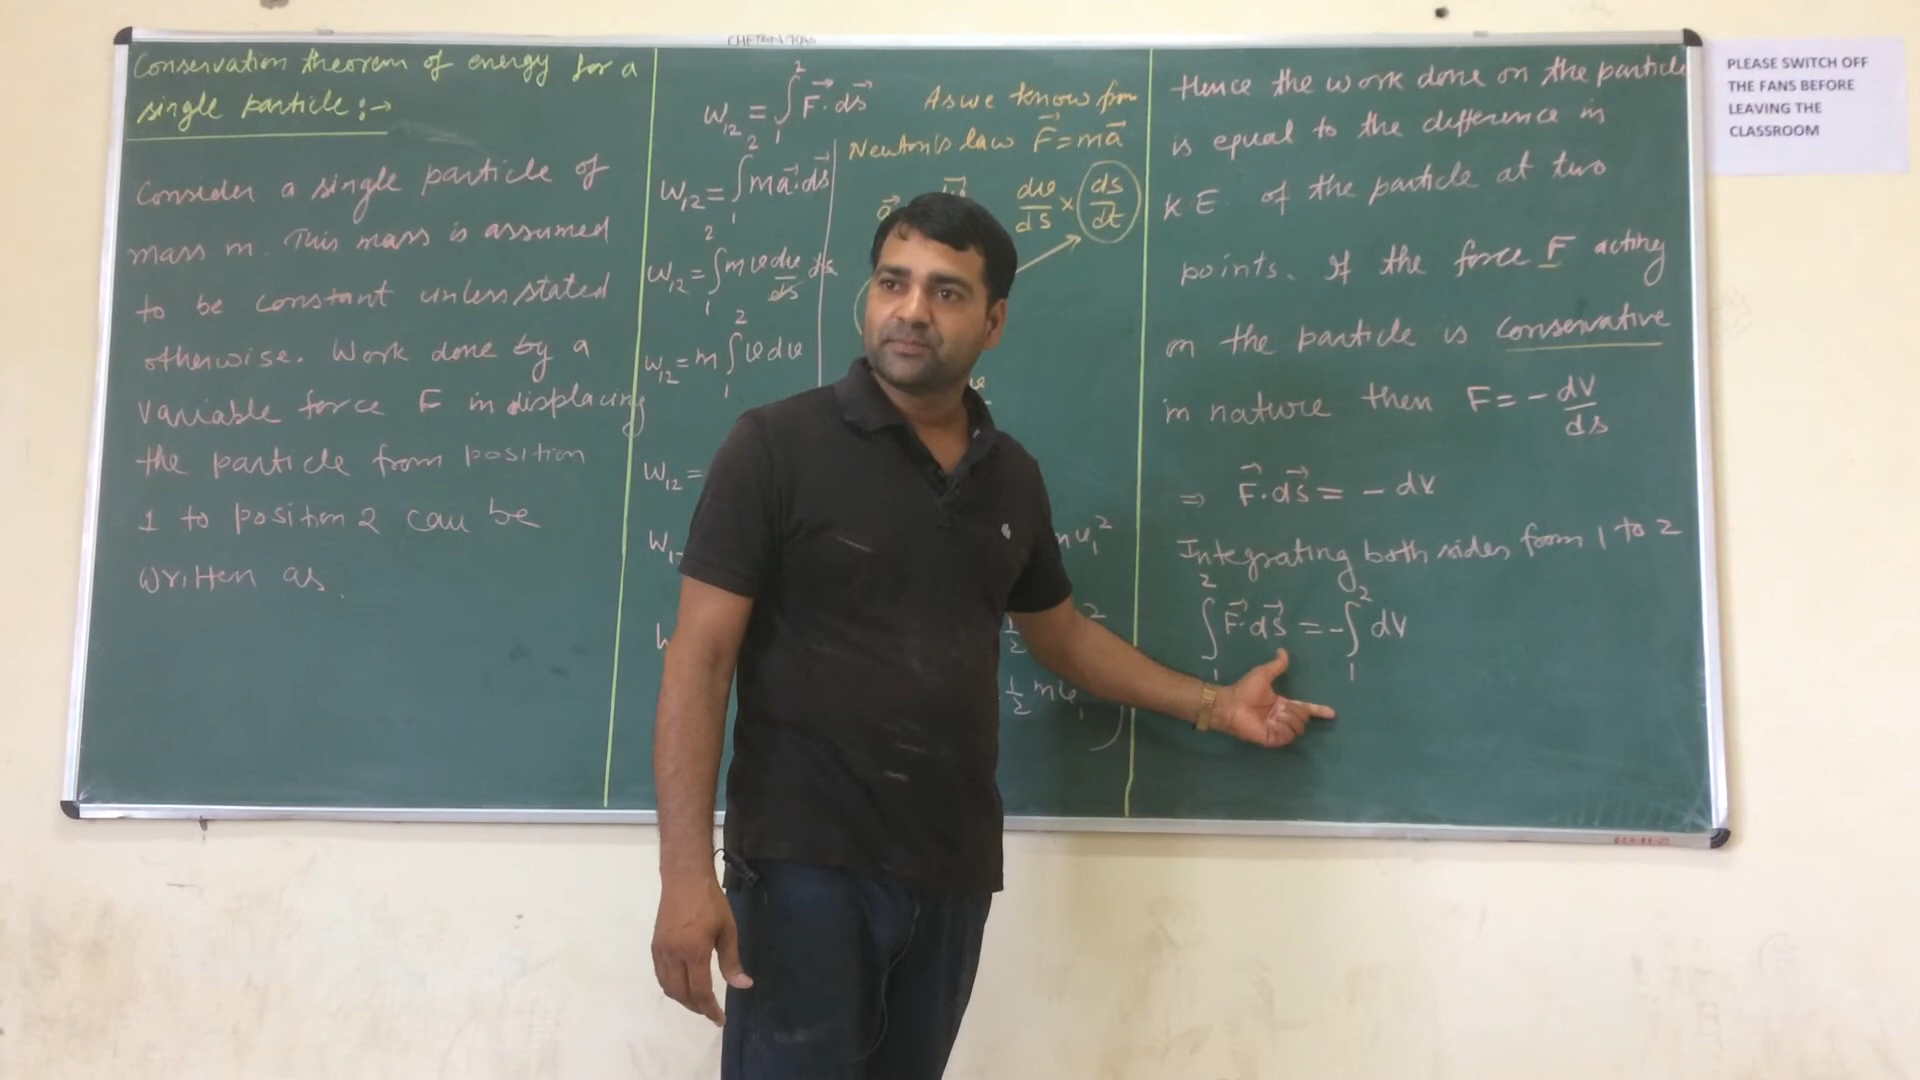 Conservation theorem of energy for a
single particle :→
Consider a single particle of
mass m. This mass is assumed
to be constant unless stated
otherwise. Work done by a
variable force F in displacing
the particle from position
1 to position 2 can be
written as.
W₁₂ = ∫₁² F⃗·ds⃗
W₁₂ = ∫₁² ma⃗·ds⃗
W₁₂ = ∫₁² mv dv/ds ds
W₁₂ = m ∫₁² v dv
W₁₂ =
As we know from
Newton's law F⃗ = ma⃗
a⃗
dv/ds × ds/dt
1/2
1/2 mv₁
Hence the work done on the particle
is equal to the difference in
K.E. of the particle at two
points. If the force F acting
on the particle is conservative
in nature then F = - dV/ds
⇒ F⃗·ds⃗ = - dV
Integrating both sides from 1 to 2
∫₁² F⃗·ds⃗ = -∫₁² dV
PLEASE SWITCH OFF
THE FANS BEFORE
LEAVING THE
CLASSROOM